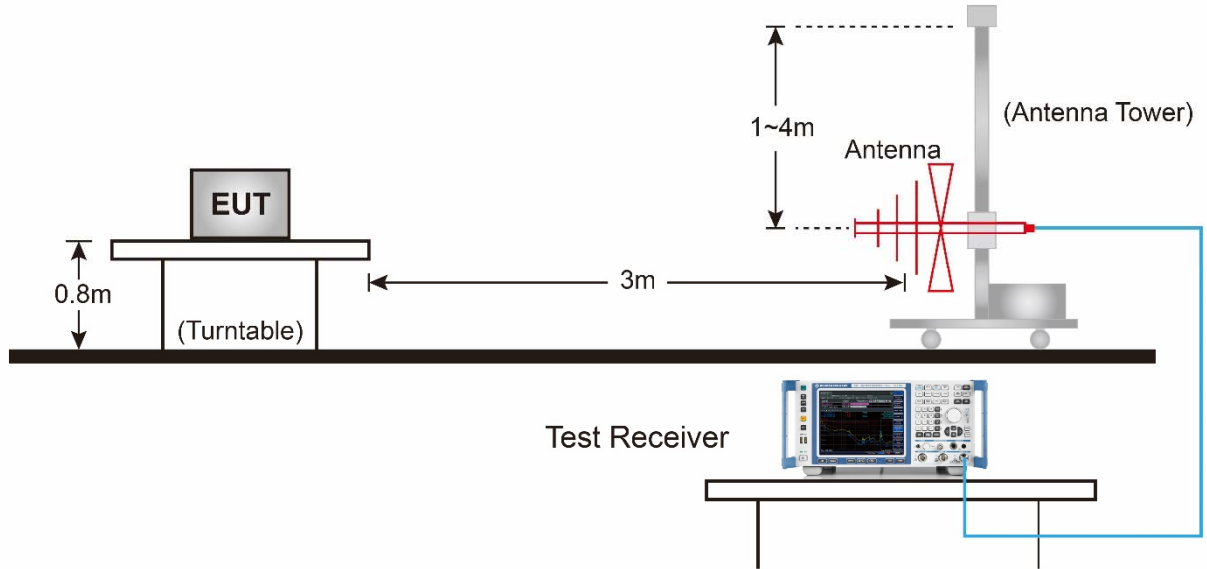 1~4m
(Antenna Tower)
Antenna
EUT
0.8m
3m
(Turntable)
Test Receiver